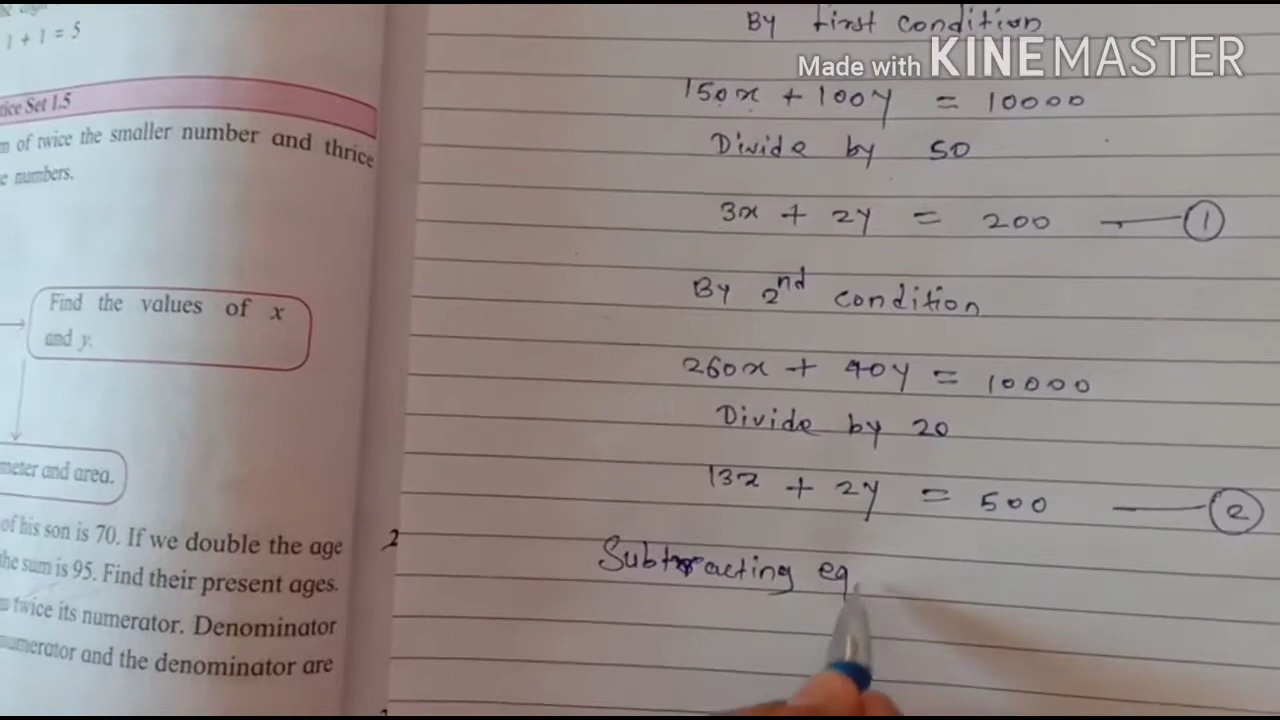 1 + 1 = 5
tice Set 1.5
m of twice the smaller number and thrice
e numbers.
Find the values of x
and y.
meter and area.
of his son is 70. If we double the age
the sum is 95. Find their present ages.
twice its numerator. Denominator
numerator and the denominator are
By first condition
Made with KINEMASTER
150x + 100y = 10000
Divide by 50
3x + 2y = 200 — 1
By 2nd condition
260x + 40y = 10000
Divide by 20
13x + 2y = 500 — 2
2
Subtracting eq